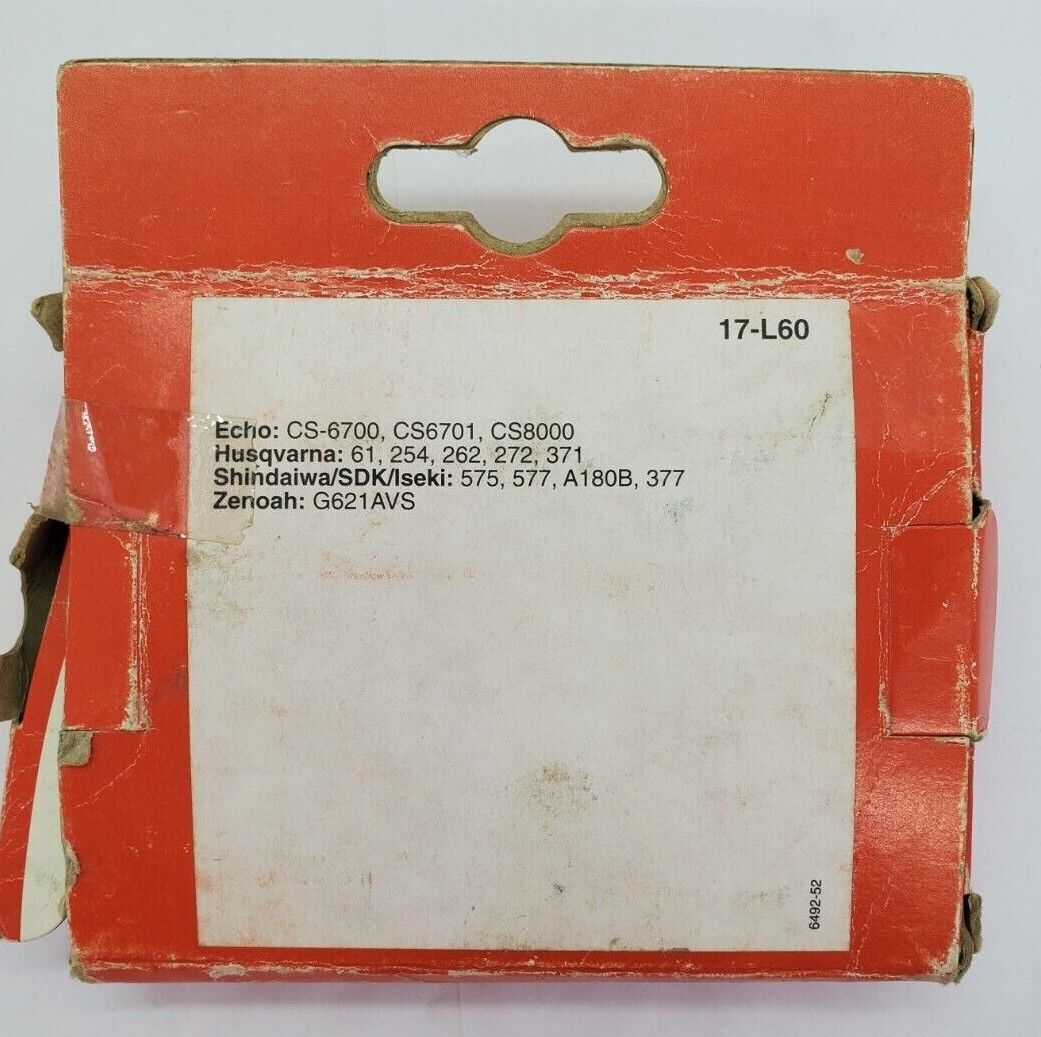 17-L60
Echo: CS-6700, CS6701, CS8000
Husqvarna: 61, 254, 262, 272, 371
Shindaiwa/SDK/Iseki: 575, 577, A180B, 377
Zenoah: G621AVS
6492-52